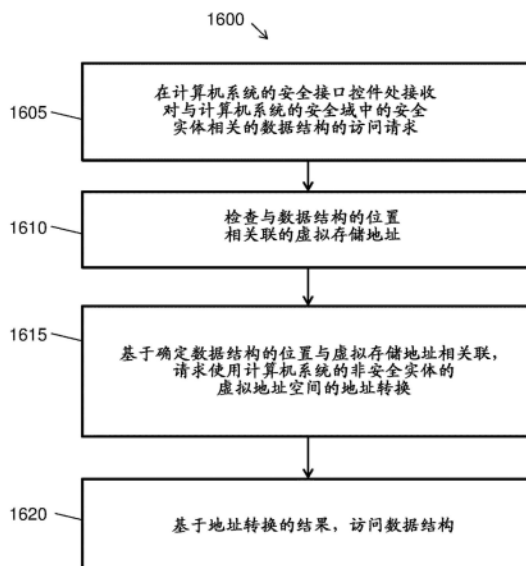 1600
1605
在计算机系统的安全接口控件处接收
对与计算机系统的安全域中的安全
实体相关的数据结构的访问请求
1610
检查与数据结构的位置
相关联的虚拟存储地址
1615
基于确定数据结构的位置与虚拟存储地址相关联，
请求使用计算机系统的非安全实体的
虚拟地址空间的地址转换
1620
基于地址转换的结果，访问数据结构